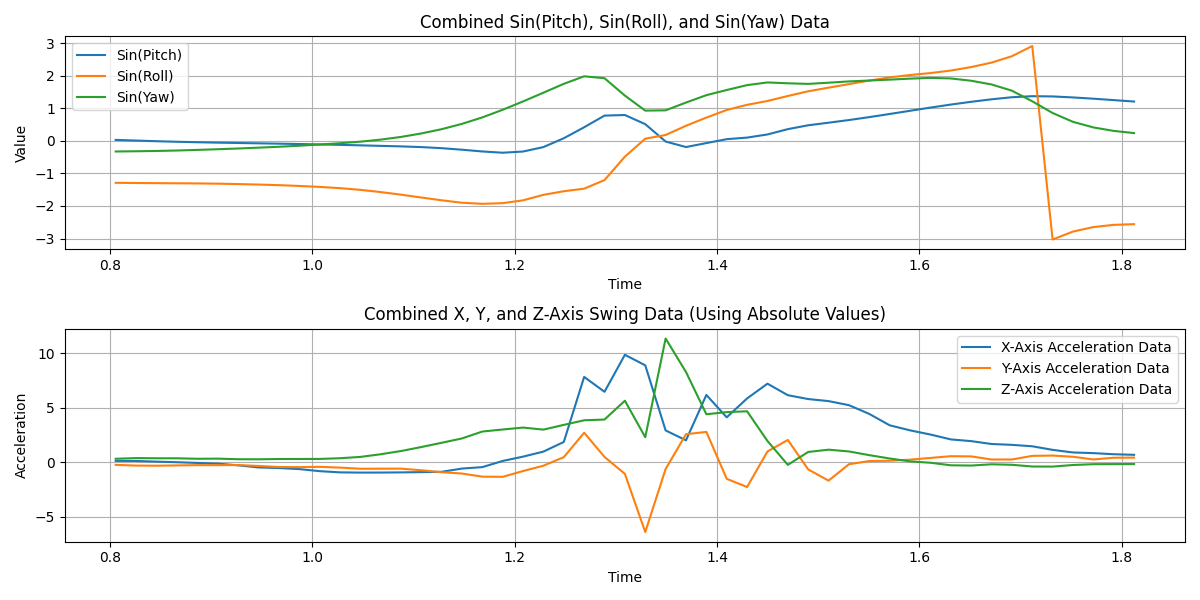 Combined Sin(Pitch), Sin(Roll), and Sin(Yaw) Data
3
2
1
0
−1
−2
−3
Value
Sin(Pitch)
Sin(Roll)
Sin(Yaw)
0.8 1.0 1.2 1.4 1.6 1.8
Time
Combined X, Y, and Z-Axis Swing Data (Using Absolute Values)
10
5
0
−5
Acceleration
X-Axis Acceleration Data
Y-Axis Acceleration Data
Z-Axis Acceleration Data
0.8 1.0 1.2 1.4 1.6 1.8
Time